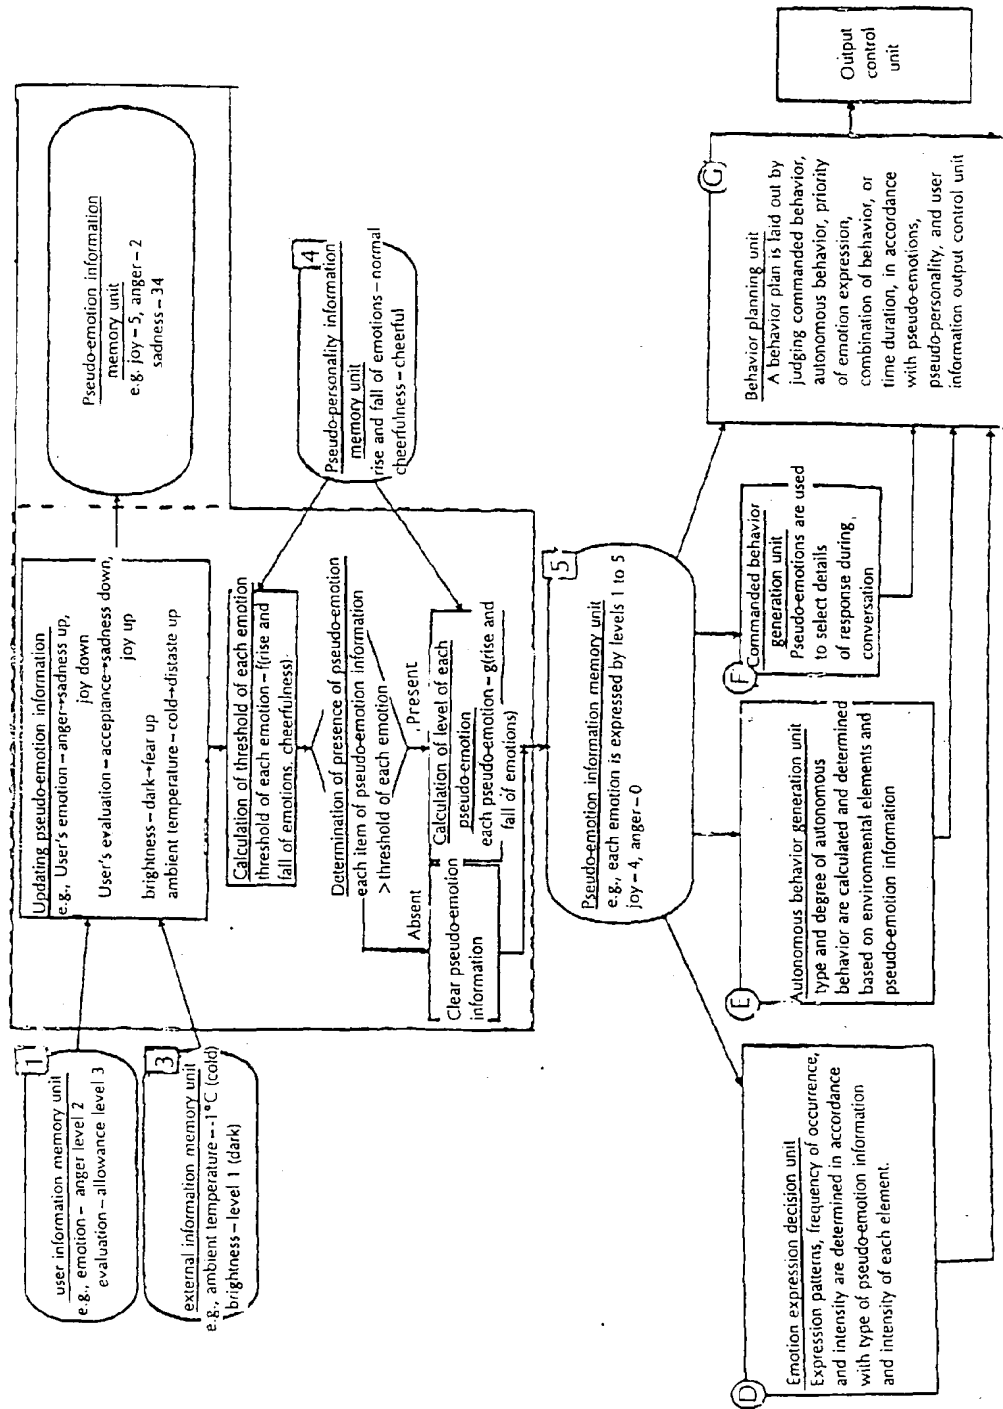 1
user information memory unit
e.g., emotion – anger level 2
evaluation – allowance level 3
3
external information memory unit
e.g., ambient temperature – -1°C (cold)
brightness – level 1 (dark)
Updating pseudo-emotion information
e.g., User's emotion – anger→sadness up,
joy down
User's evaluation – acceptance→sadness down,
joy up
brightness – dark→fear up
ambient temperature – cold→distaste up
Pseudo-emotion information
memory unit
e.g. joy – 5, anger – 2
sadness – 34
Calculation of threshold of each emotion
threshold of each emotion – f(rise and
fall of emotions, cheerfulness)
4
Pseudo-personality information
memory unit
rise and fall of emotions – normal
cheerfulness – cheerful
Determination of presence of pseudo-emotion
each item of pseudo-emotion information
> threshold of each emotion
Absent
Present
Clear pseudo-emotion
information
Calculation of level of each
pseudo-emotion
each pseudo-emotion – g(rise and
fall of emotions)
5
Pseudo-emotion information memory unit
e.g., each emotion is expressed by levels 1 to 5
joy – 4, anger – 0
D
Emotion expression decision unit
Expression patterns, frequency of occurrence,
and intensity are determined in accordance
with type of pseudo-emotion information
and intensity of each element.
E
Autonomous behavior generation unit
type and degree of autonomous
behavior are calculated and determined
based on environmental elements and
pseudo-emotion information
F
Commanded behavior
generation unit
Pseudo-emotions are used
to select details
of response during
conversation
G
Behavior planning unit
A behavior plan is laid out by
judging commanded behavior,
autonomous behavior, priority
of emotion expression,
combination of behavior, or
time duration, in accordance
with pseudo-emotions,
pseudo-personality, and user
information output control unit
Output
control
unit